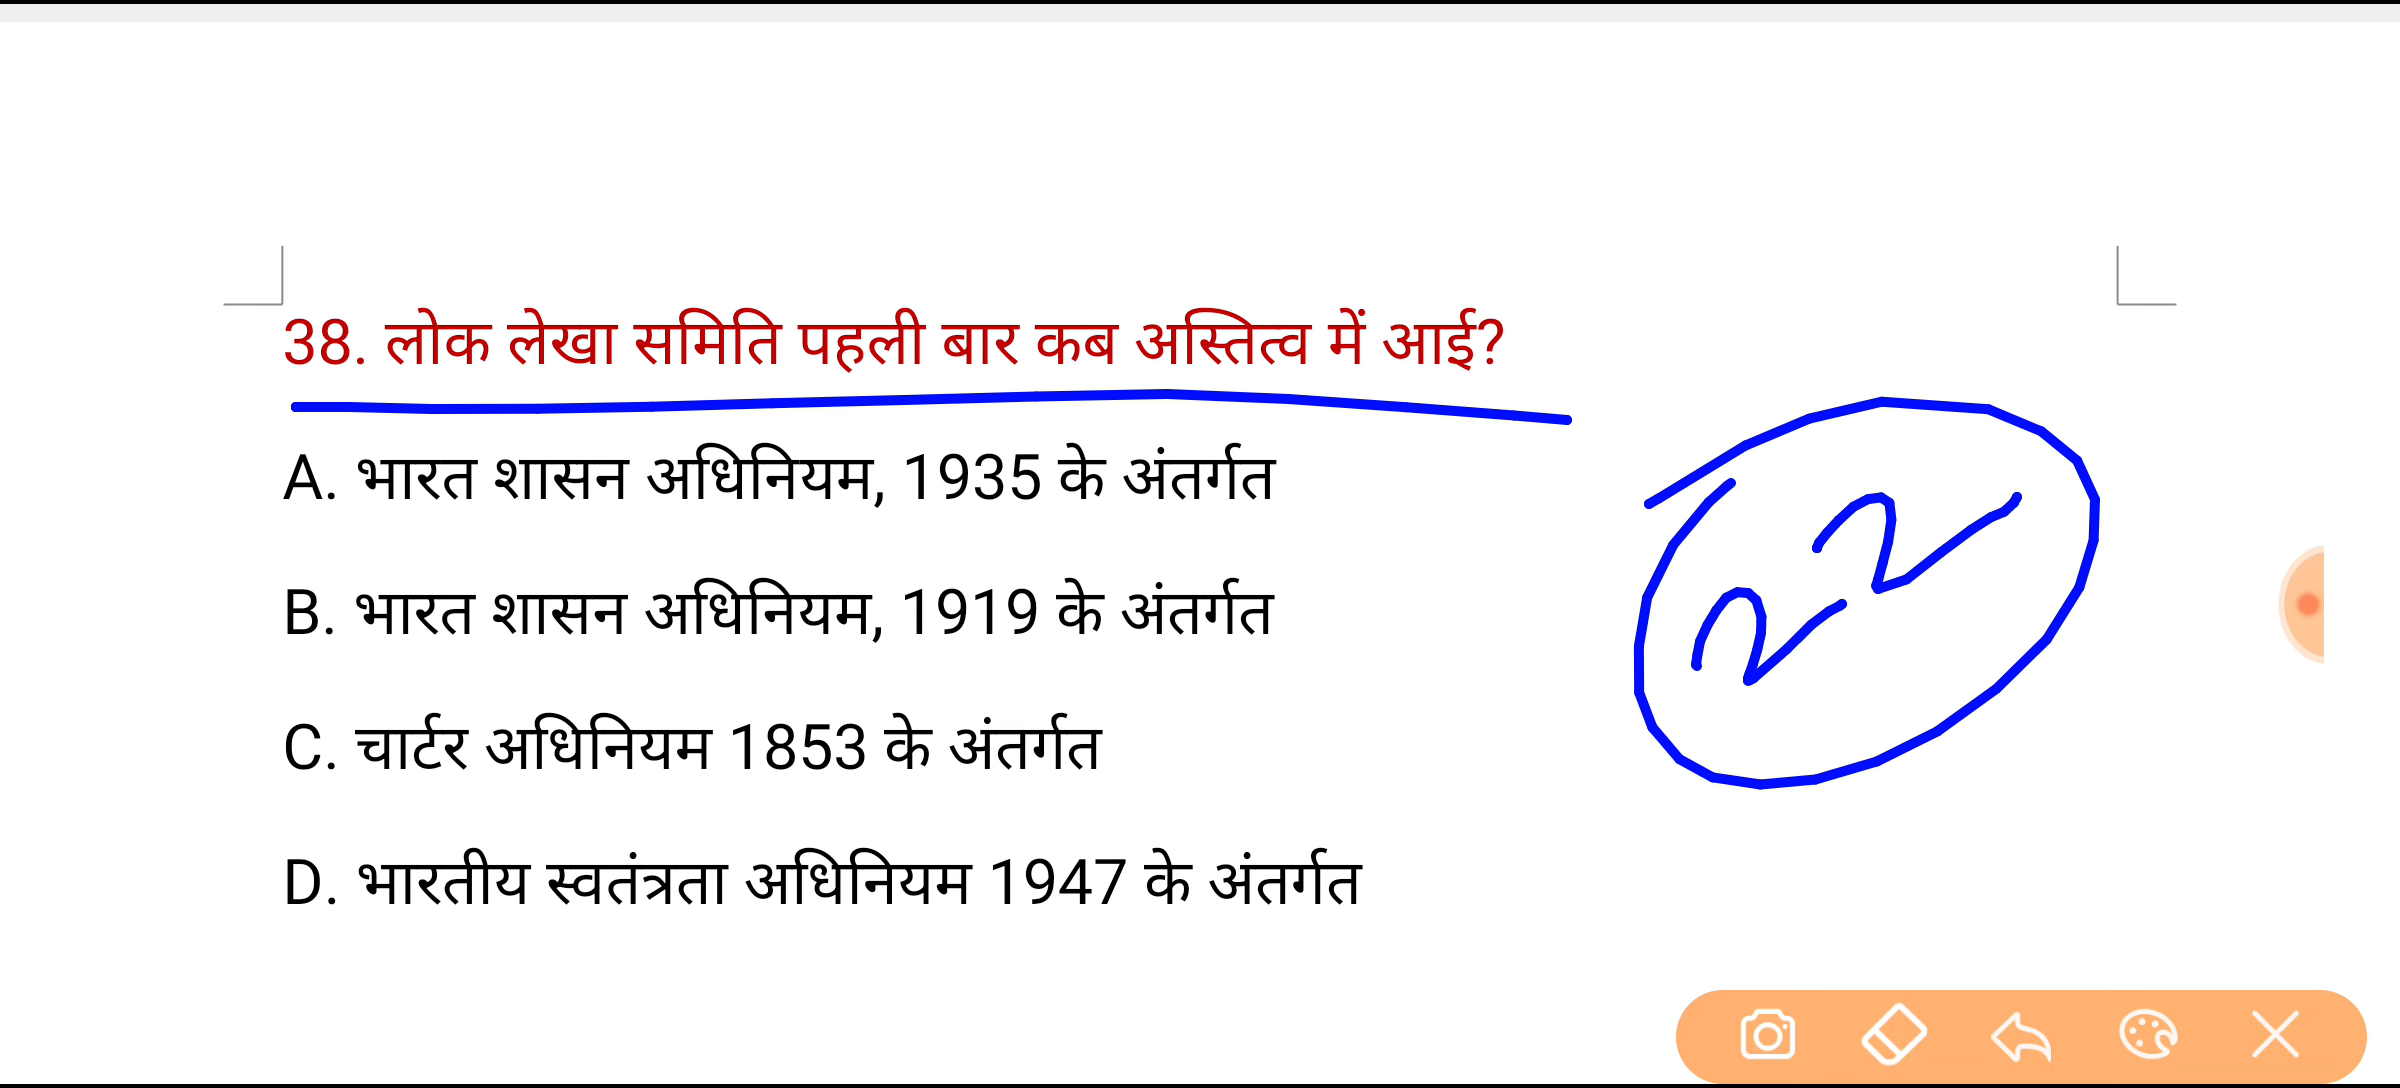 38. लोक लेखा समिति पहली बार कब अस्तित्व में आई?
A. भारत शासन अधिनियम, 1935 के अंतर्गत
B. भारत शासन अधिनियम, 1919 के अंतर्गत
22
C. चार्टर अधिनियम 1853 के अंतर्गत
D. भारतीय स्वतंत्रता अधिनियम 1947 के अंतर्गत